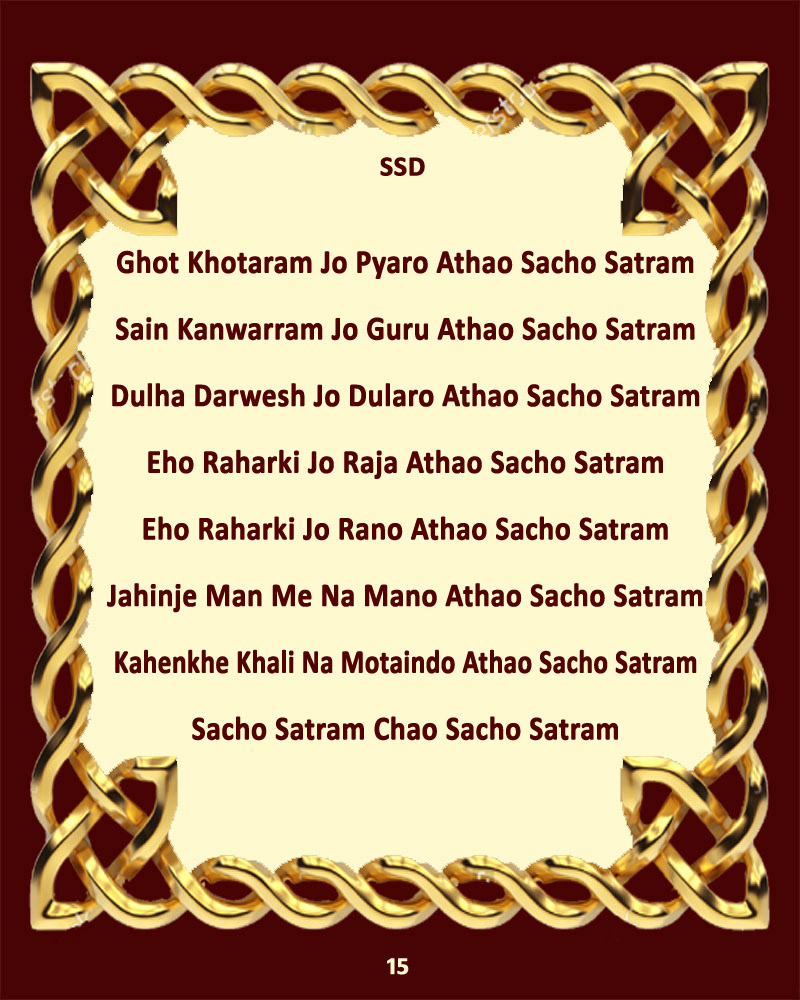 SSD
Ghot Khotaram Jo Pyaro Athao Sacho Satram
Sain Kanwarram Jo Guru Athao Sacho Satram
Dulha Darwesh Jo Dularo Athao Sacho Satram
Eho Raharki Jo Raja Athao Sacho Satram
Eho Raharki Jo Rano Athao Sacho Satram
Jahinje Man Me Na Mano Athao Sacho Satram
Kahenkhe Khali Na Motaindo Athao Sacho Satram
Sacho Satram Chao Sacho Satram
15